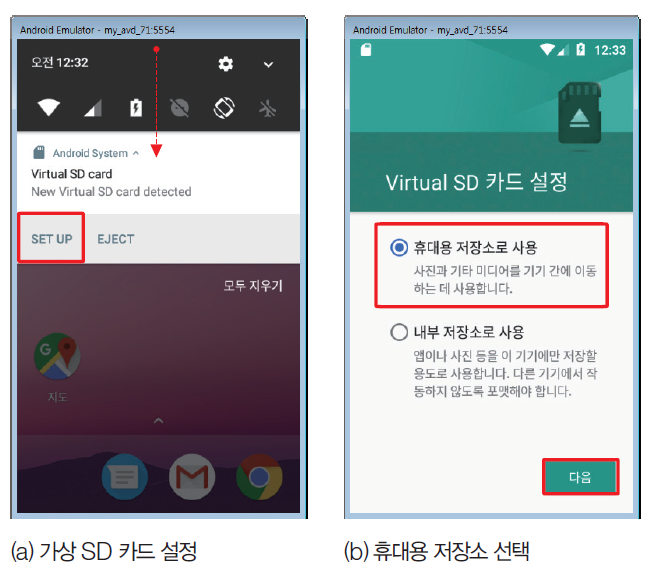 Android Emulator - my_avd_71:5554
오전 12:32
Android System
Virtual SD card
New Virtual SD card detected
SET UP EJECT
모두 지우기
지도
(a) 가상 SD 카드 설정
Android Emulator - my_avd_71:5554
12:33
Virtual SD 카드 설정
휴대용 저장소로 사용
사진과 기타 미디어를 기기 간에 이동
하는 데 사용합니다.
내부 저장소로 사용
앱이나 사진 등을 이 기기에만 저장할
용도로 사용합니다. 다른 기기에서 작
동하지 않도록 포맷해야 합니다.
다음
(b) 휴대용 저장소 선택